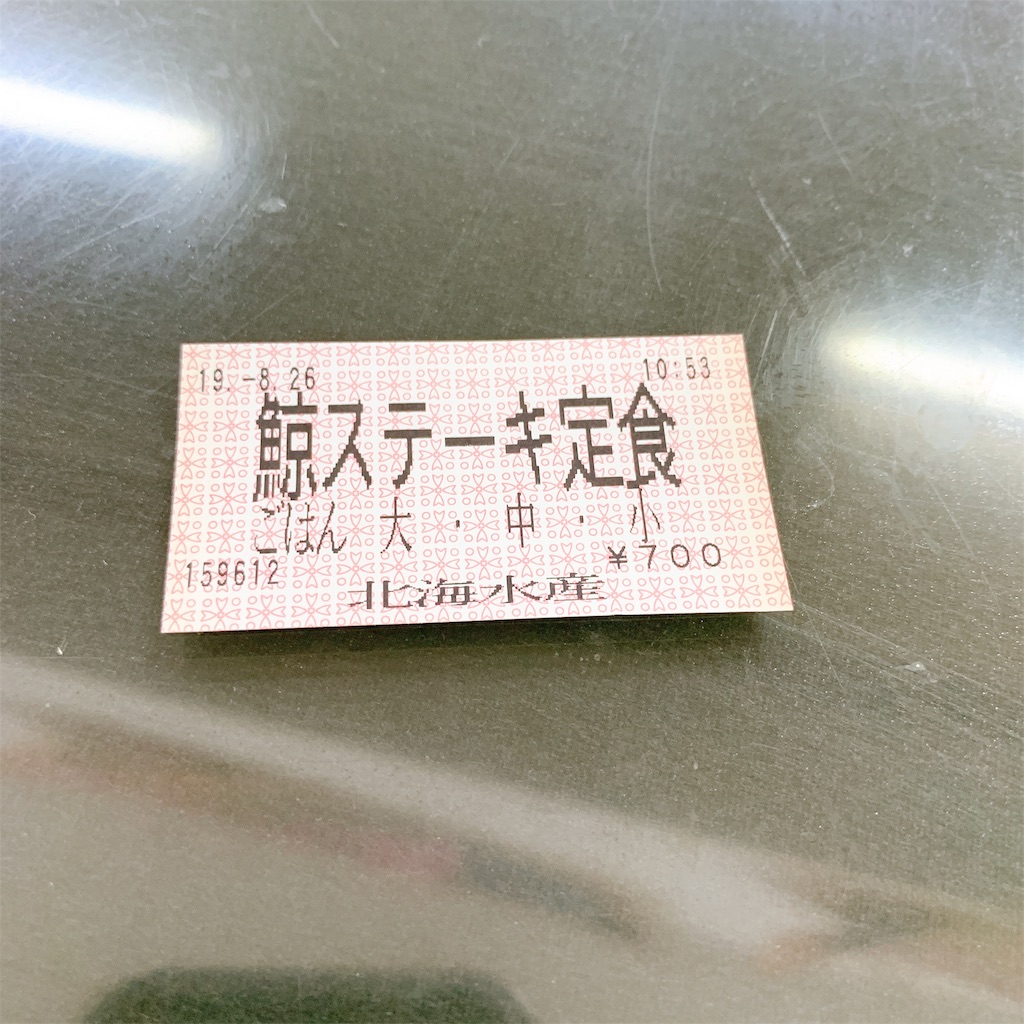 19.-8.26 10:53
鯨ステーキ定食
ごはん 大・中・小
¥700
159612
北海水産